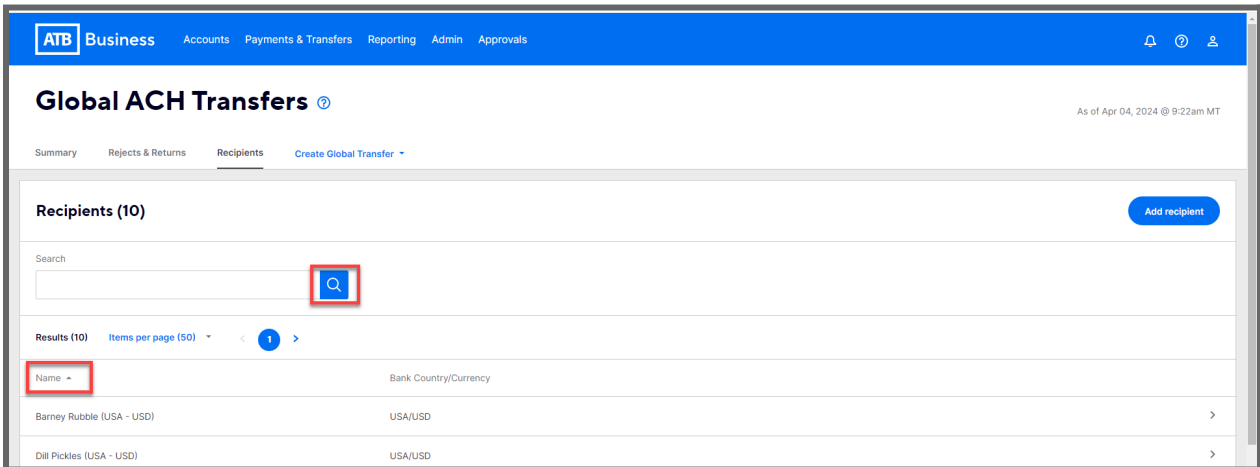 ATB Business Accounts Payments & Transfers Reporting Admin Approvals
Global ACH Transfers
As of Apr 04, 2024 @ 9:22am MT
Summary Rejects & Returns Recipients Create Global Transfer
Recipients (10) Add recipient
Search
Results (10) Items per page (50) < 1 >
Name Bank Country/Currency
Barney Rubble (USA - USD) USA/USD
Dill Pickles (USA - USD) USA/USD